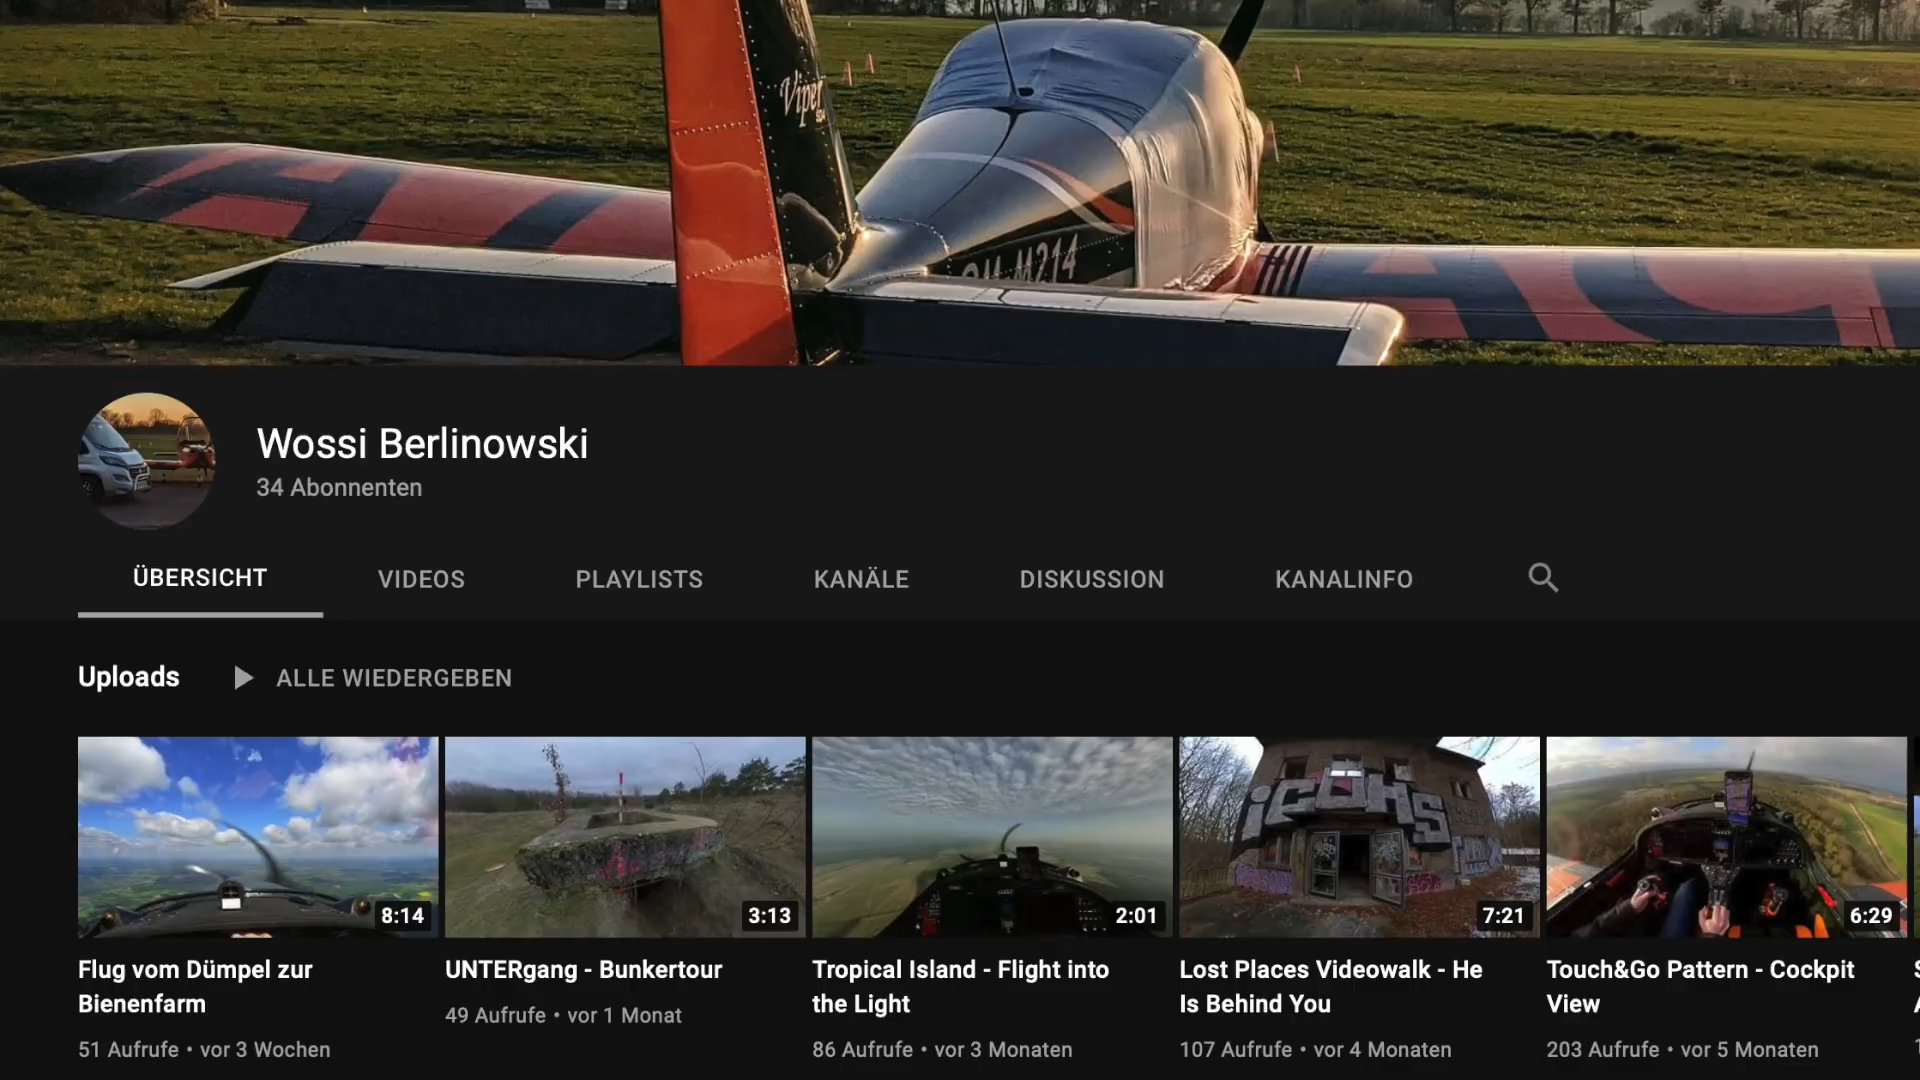 Viper
SD4
M214
Wossi Berlinowski
34 Abonnenten
ÜBERSICHT
VIDEOS
PLAYLISTS
KANÄLE
DISKUSSION
KANALINFO
Uploads
ALLE WIEDERGEBEN
8:14
3:13
2:01
7:21
6:29
Flug vom Dümpel zur
Bienenfarm
51 Aufrufe • vor 3 Wochen
UNTERgang - Bunkertour
49 Aufrufe • vor 1 Monat
Tropical Island - Flight into
the Light
86 Aufrufe • vor 3 Monaten
Lost Places Videowalk - He
Is Behind You
107 Aufrufe • vor 4 Monaten
Touch&Go Pattern - Cockpit
View
203 Aufrufe • vor 5 Monaten